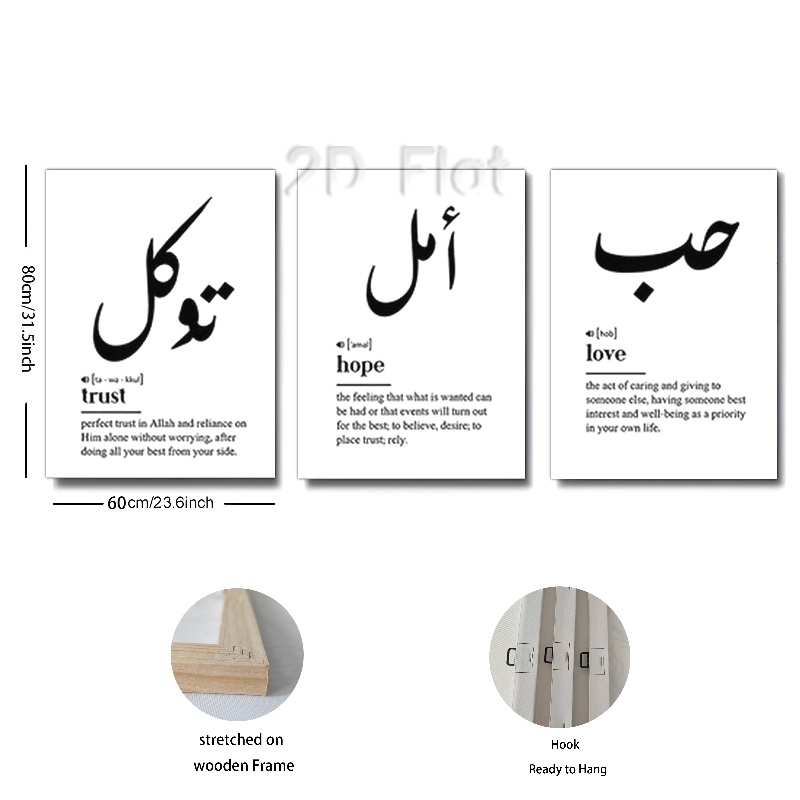 2D Flat
توكل
[ta - wa - kkul]
trust
perfect trust in Allah and reliance on
Him alone without worrying, after
doing all your best from your side.
أمل
['amal]
hope
the feeling that what is wanted can
be had or that events will turn out
for the best; to believe, desire; to
place trust; rely.
حب
[hob]
love
the act of caring and giving to
someone else, having someone best
interest and well-being as a priority
in your own life.
80cm/31.5inch
60cm/23.6inch
stretched on
wooden Frame
Hook
Ready to Hang